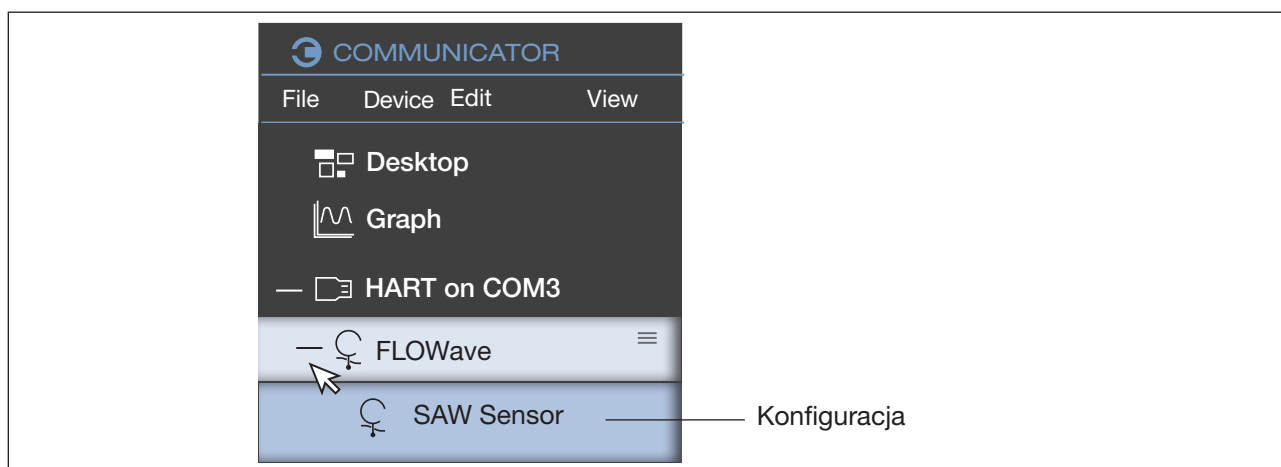 COMMUNICATOR
File Device Edit View
Desktop
Graph
HART on COM3
FLOWave
SAW Sensor Konfiguracja